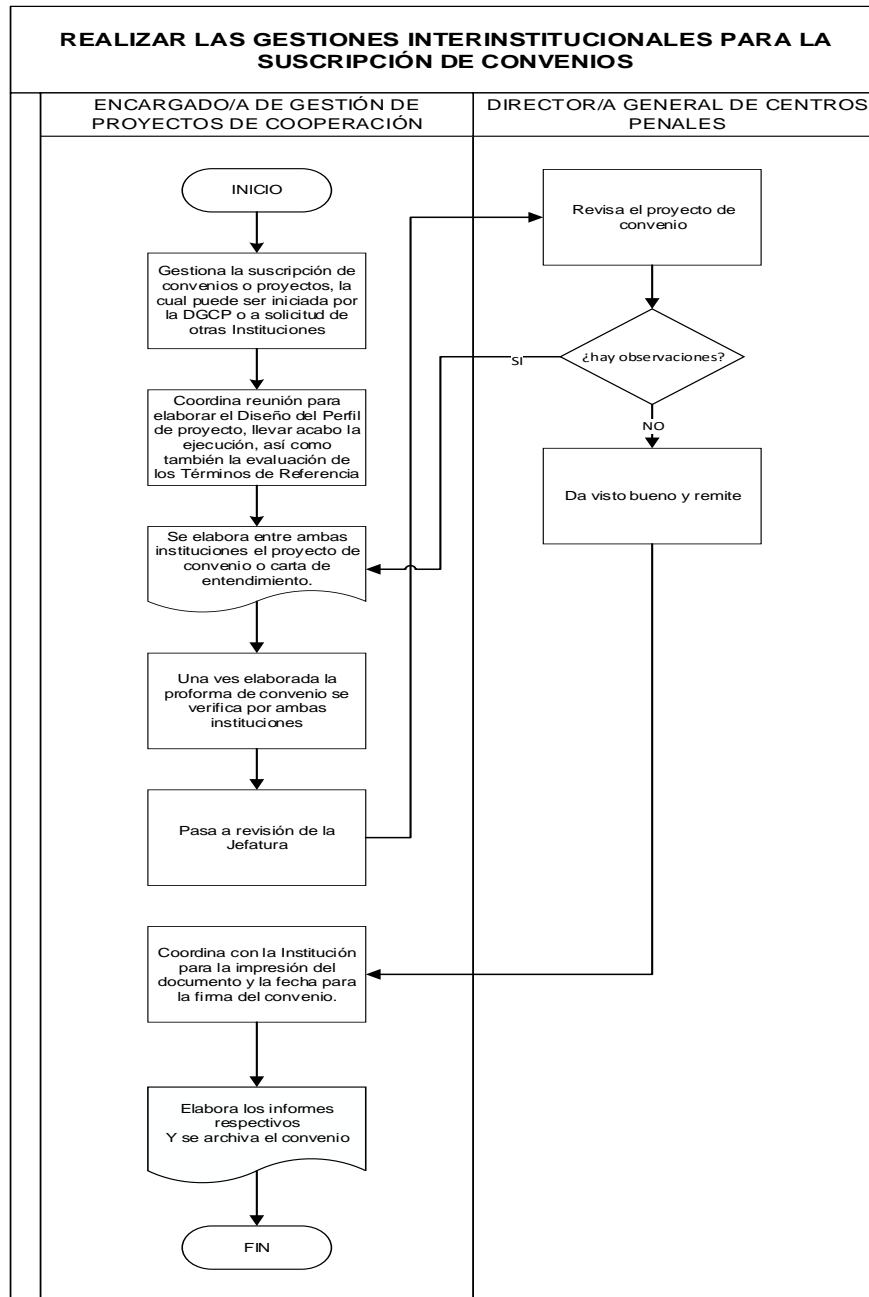 REALIZAR LAS GESTIONES INTERINSTITUCIONALES PARA LA
SUSCRIPCIÓN DE CONVENIOS
ENCARGADO/A DE GESTIÓN DE
PROYECTOS DE COOPERACIÓN
DIRECTOR/A GENERAL DE CENTROS
PENALES
INICIO
Gestiona la suscripción de
convenios o proyectos, la
cual puede ser iniciada por
la DGCP o a solicitud de
otras Instituciones
Coordina reunión para
elaborar el Diseño del Perfil
de proyecto, llevar acabo la
ejecución, así como
también la evaluación de
los Términos de Referencia
Se elabora entre ambas
instituciones el proyecto de
convenio o carta de
entendimiento.
Una ves elaborada la
proforma de convenio se
verifica por ambas
instituciones
Pasa a revisión de la
Jefatura
Revisa el proyecto de
convenio
¿hay observaciones?
SI
NO
Da visto bueno y remite
Coordina con la Institución
para la impresión del
documento y la fecha para
la firma del convenio.
Elabora los informes
respectivos
Y se archiva el convenio
FIN